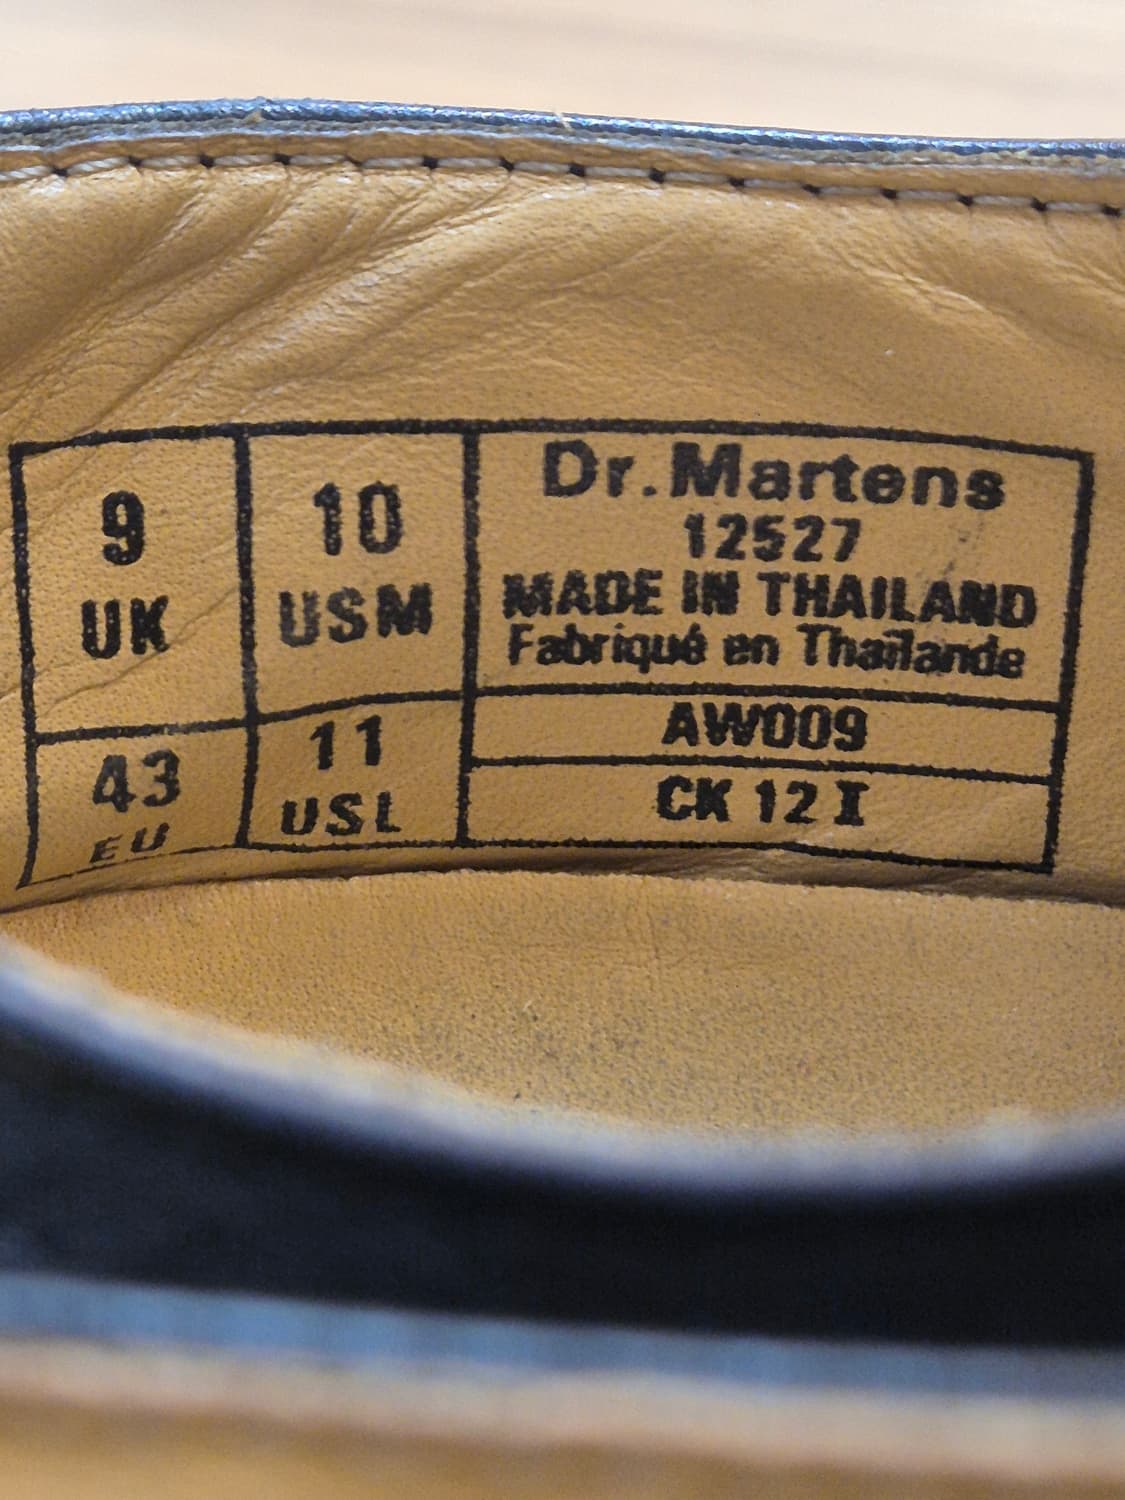 9
UK
10
USM
43
EU
11
USL
Dr. Martens
12527
MADE IN THAILAND
Fabriqué en Thaïlande
AW009
CK 12 I